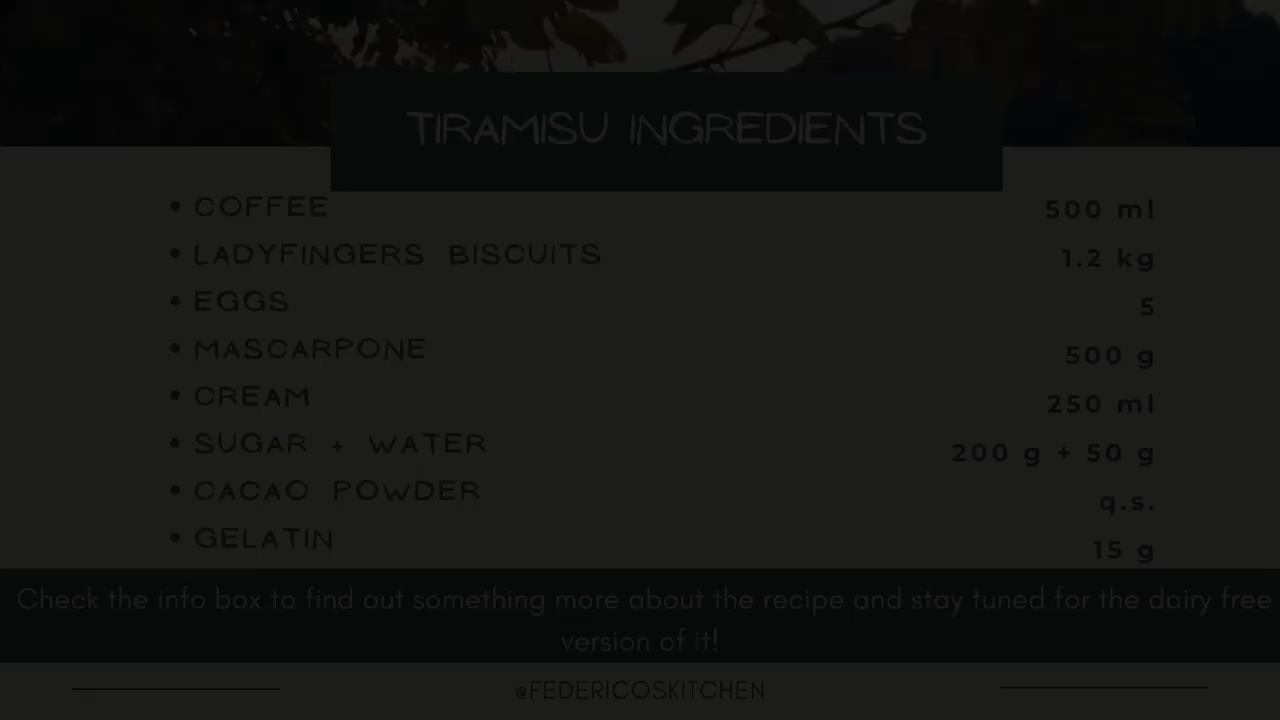 TIRAMISU INGREDIENTS
• COFFEE 500 ml
• LADYFINGERS BISCUITS 1.2 kg
• EGGS 5
• MASCARPONE 500 g
• CREAM 250 ml
• SUGAR + WATER 200 g + 50 g
• CACAO POWDER q.s.
• GELATIN 15 g
Check the info box to find out something more about the recipe and stay tuned for the dairy free
version of it!
@FEDERICOSKITCHEN